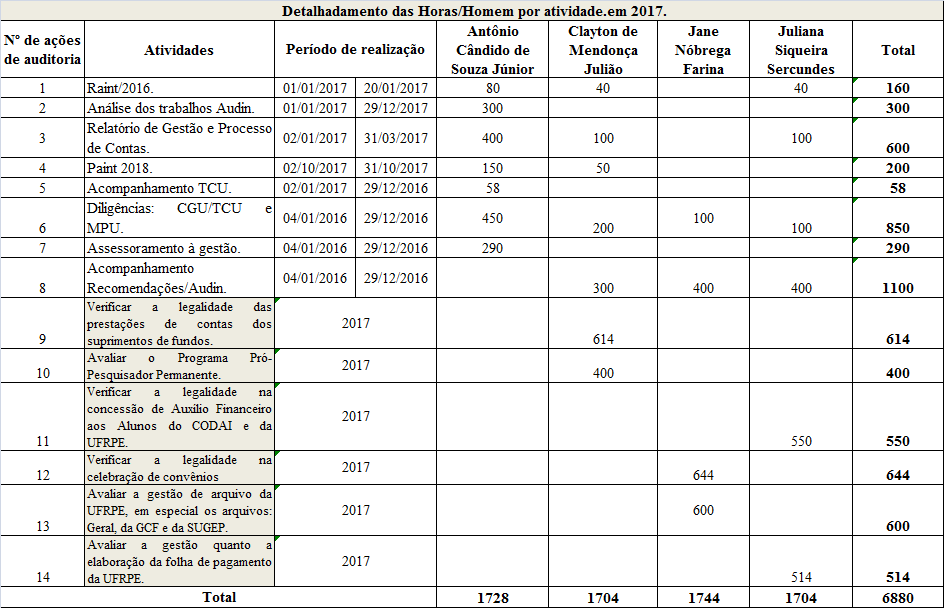 Detalhadamento das Horas/Homem por atividade.em 2017.
Nº de ações de auditoria | Atividades | Período de realização | Antônio Cândido de Souza Júnior | Clayton de Mendonça Julião | Jane Nóbrega Farina | Juliana Siqueira Sercundes | Total
1 | Raint/2016. | 01/01/2017 | 20/01/2017 | 80 | 40 | | 40 | 160
2 | Análise dos trabalhos Audin. | 01/01/2017 | 29/12/2017 | 300 | | | | 300
3 | Relatório de Gestão e Processo de Contas. | 02/01/2017 | 31/03/2017 | 400 | 100 | | 100 | 600
4 | Paint 2018. | 02/10/2017 | 31/10/2017 | 150 | 50 | | | 200
5 | Acompanhamento TCU. | 02/01/2017 | 29/12/2016 | 58 | | | | 58
6 | Diligências: CGU/TCU e MPU. | 04/01/2016 | 29/12/2016 | 450 | 200 | 100 | 100 | 850
7 | Assessoramento à gestão. | 04/01/2016 | 29/12/2016 | 290 | | | | 290
8 | Acompanhamento Recomendações/Audin. | 04/01/2016 | 29/12/2016 | | 300 | 400 | 400 | 1100
9 | Verificar a legalidade das prestações de contas dos suprimentos de fundos. | 2017 | | 614 | | | 614
10 | Avaliar o Programa Pró-Pesquisador Permanente. | 2017 | | 400 | | | 400
11 | Verificar a legalidade na concessão de Auxilio Financeiro aos Alunos do CODAI e da UFRPE. | 2017 | | | | 550 | 550
12 | Verificar a legalidade na celebração de convênios | 2017 | | | 644 | | 644
13 | Avaliar a gestão de arquivo da UFRPE, em especial os arquivos: Geral, da GCF e da SUGEP. | 2017 | | | 600 | | 600
14 | Avaliar a gestão quanto a elaboração da folha de pagamento da UFRPE. | 2017 | | | | 514 | 514
Total | 1728 | 1704 | 1744 | 1704 | 6880